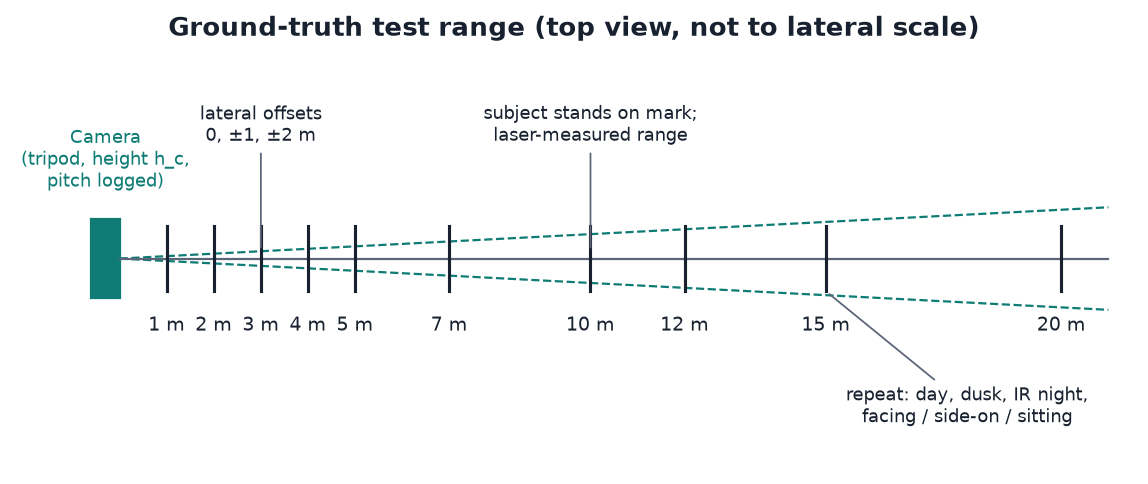 Ground-truth test range (top view, not to lateral scale)
lateral offsets
0, ±1, ±2 m
subject stands on mark;
laser-measured range
Camera
(tripod, height h_c,
pitch logged)
1 m 2 m 3 m 4 m 5 m 7 m 10 m 12 m 15 m 20 m
repeat: day, dusk, IR night,
facing / side-on / sitting